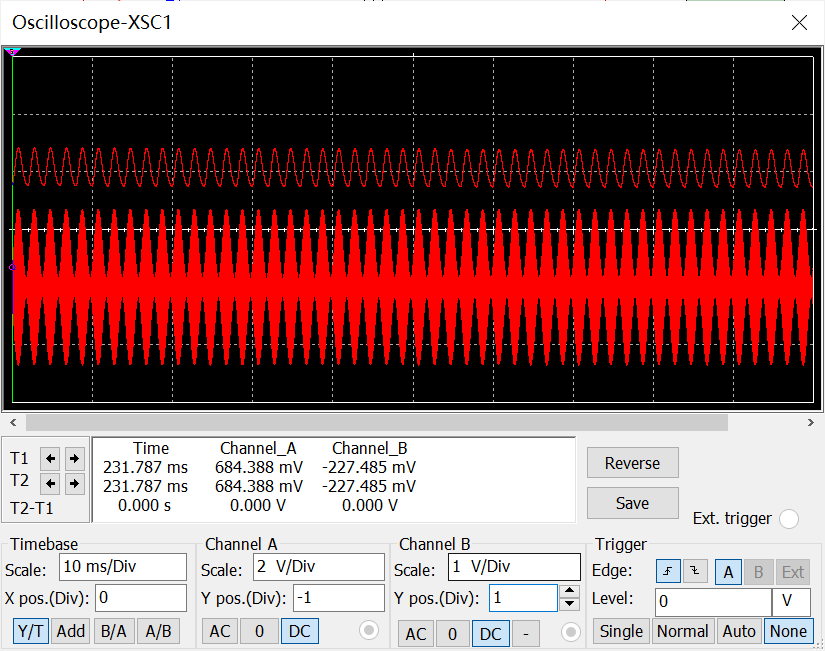 Oscilloscope-XSC1
Time Channel_A Channel_B
T1 231.787 ms 684.388 mV -227.485 mV
T2 231.787 ms 684.388 mV -227.485 mV
T2-T1 0.000 s 0.000 V 0.000 V
Reverse
Save
Ext. trigger
Timebase
Scale: 10 ms/Div
X pos.(Div): 0
Y/T Add B/A A/B
Channel A
Scale: 2 V/Div
Y pos.(Div): -1
AC 0 DC
Channel B
Scale: 1 V/Div
Y pos.(Div): 1
AC 0 DC -
Trigger
Edge: A B Ext
Level: 0 V
Single Normal Auto None